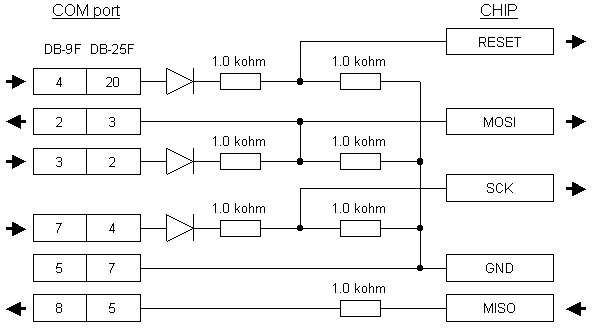 COM port CHIP
DB-9F DB-25F
1.0 kohm 1.0 kohm
RESET
4 20
2 3 MOSI
1.0 kohm 1.0 kohm
3 2
SCK
1.0 kohm 1.0 kohm
7 4
5 7 GND
1.0 kohm
8 5 MISO